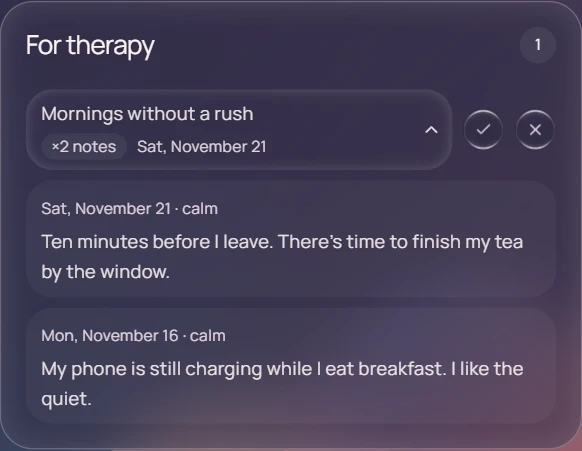 For therapy
1
Mornings without a rush
×2 notes Sat, November 21
Sat, November 21 · calm
Ten minutes before I leave. There's time to finish my tea
by the window.
Mon, November 16 · calm
My phone is still charging while I eat breakfast. I like the
quiet.